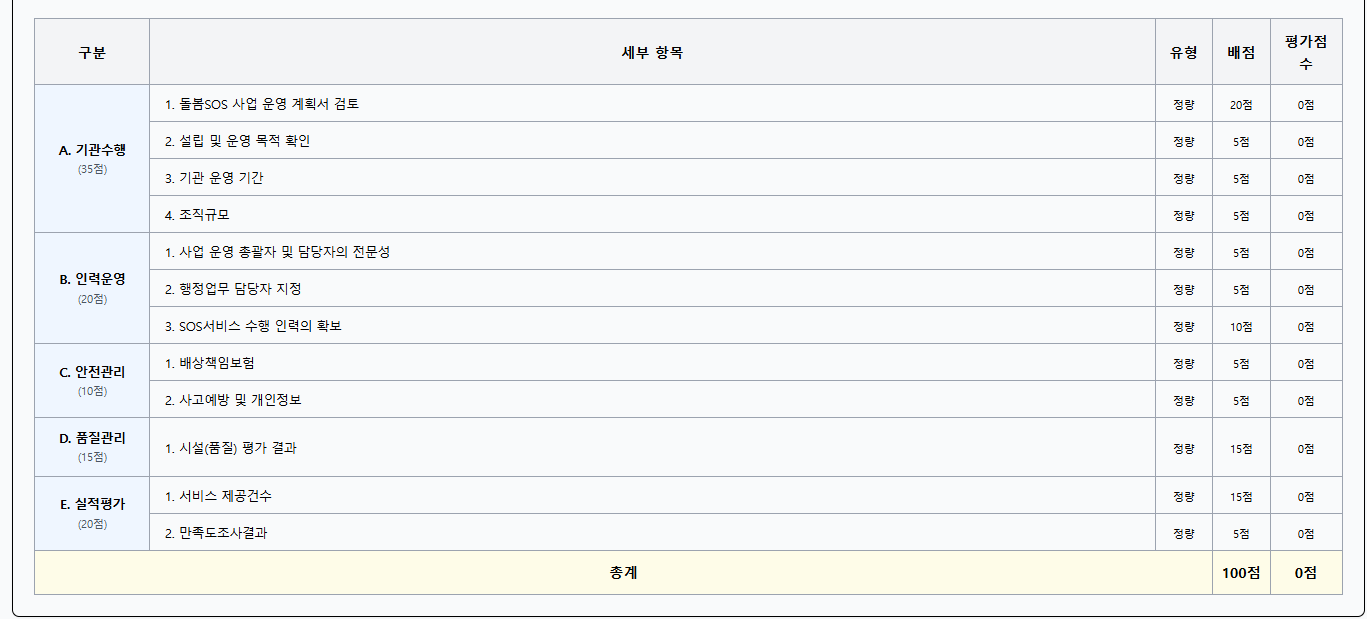 구분 세부 항목 유형 배점 평가점수
A. 기관수행 (35점)
1. 돌봄SOS 사업 운영 계획서 검토 정량 20점 0점
2. 설립 및 운영 목적 확인 정량 5점 0점
3. 기관 운영 기간 정량 5점 0점
4. 조직규모 정량 5점 0점
B. 인력운영 (20점)
1. 사업 운영 총괄자 및 담당자의 전문성 정량 5점 0점
2. 행정업무 담당자 지정 정량 5점 0점
3. SOS서비스 수행 인력의 확보 정량 10점 0점
C. 안전관리 (10점)
1. 배상책임보험 정량 5점 0점
2. 사고예방 및 개인정보 정량 5점 0점
D. 품질관리 (15점)
1. 시설(품질) 평가 결과 정량 15점 0점
E. 실적평가 (20점)
1. 서비스 제공건수 정량 15점 0점
2. 만족도조사결과 정량 5점 0점
총계 100점 0점